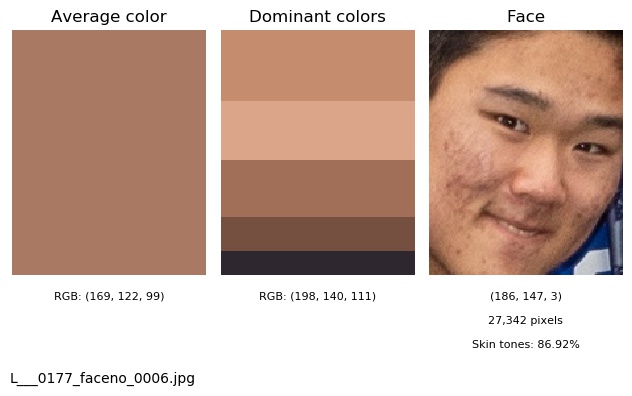 Average color
Dominant colors
Face
RGB: (169, 122, 99)
RGB: (198, 140, 111)
(186, 147, 3)
27,342 pixels
Skin tones: 86.92%
L___0177_faceno_0006.jpg